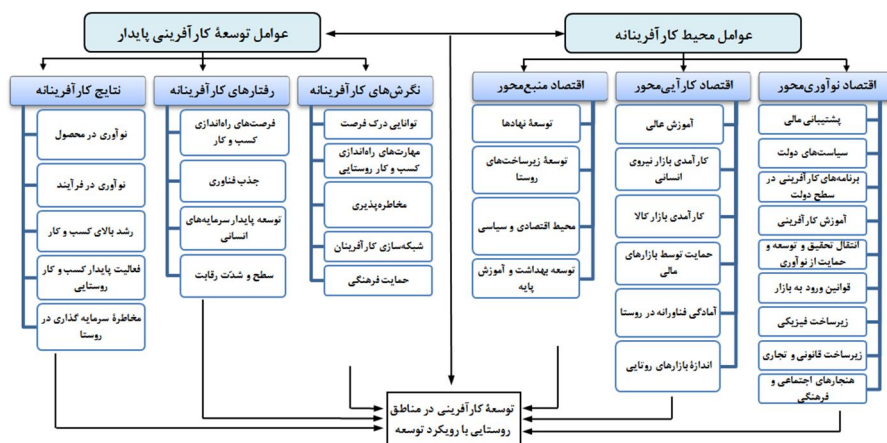 عوامل محیط کارآفرینانه
عوامل توسعهٔ کارآفرینی پایدار
اقتصاد نوآوری‌محور
اقتصاد کارآیی‌محور
اقتصاد منبع‌محور
نگرش‌های کارآفرینانه
رفتارهای کارآفرینانه
نتایج کارآفرینانه
پشتیبانی مالی
سیاست‌های دولت
برنامه‌های کارآفرینی در
سطح دولت
آموزش کارآفرینی
انتقال تحقیق و توسعه و
حمایت از نوآوری
قوانین ورود به بازار
زیرساخت فیزیکی
زیرساخت قانونی و تجاری
هنجارهای اجتماعی و
فرهنگی
آموزش عالی
کارآمدی بازار نیروی
انسانی
کارآمدی بازار کالا
حمایت توسط بازارهای
مالی
آمادگی فناورانه در روستا
اندازهٔ بازارهای روتایی
توسعهٔ نهادها
توسعهٔ زیرساخت‌های
روستا
محیط اقتصادی و سیاسی
توسعه بهداشت و آموزش
پایه
توانایی درک فرصت
مهارت‌های راه‌اندازی
کسب و کار روستایی
مخاطره‌پذیری
شبکه‌سازی کارآفرینان
حمایت فرهنگی
فرصت‌های راه‌اندازی
کسب و کار
جذب فناوری
توسعه پایدار سرمایه‌های
انسانی
سطح و شدّت رقابت
نوآوری در محصول
نوآوری در فرآیند
رشد بالای کسب و کار
فعالیت پایدار کسب و کار
روستایی
مخاطرهٔ سرمایه گذاری در
روستا
توسعهٔ کارآفرینی در مناطق
روستایی با رویکرد توسعه